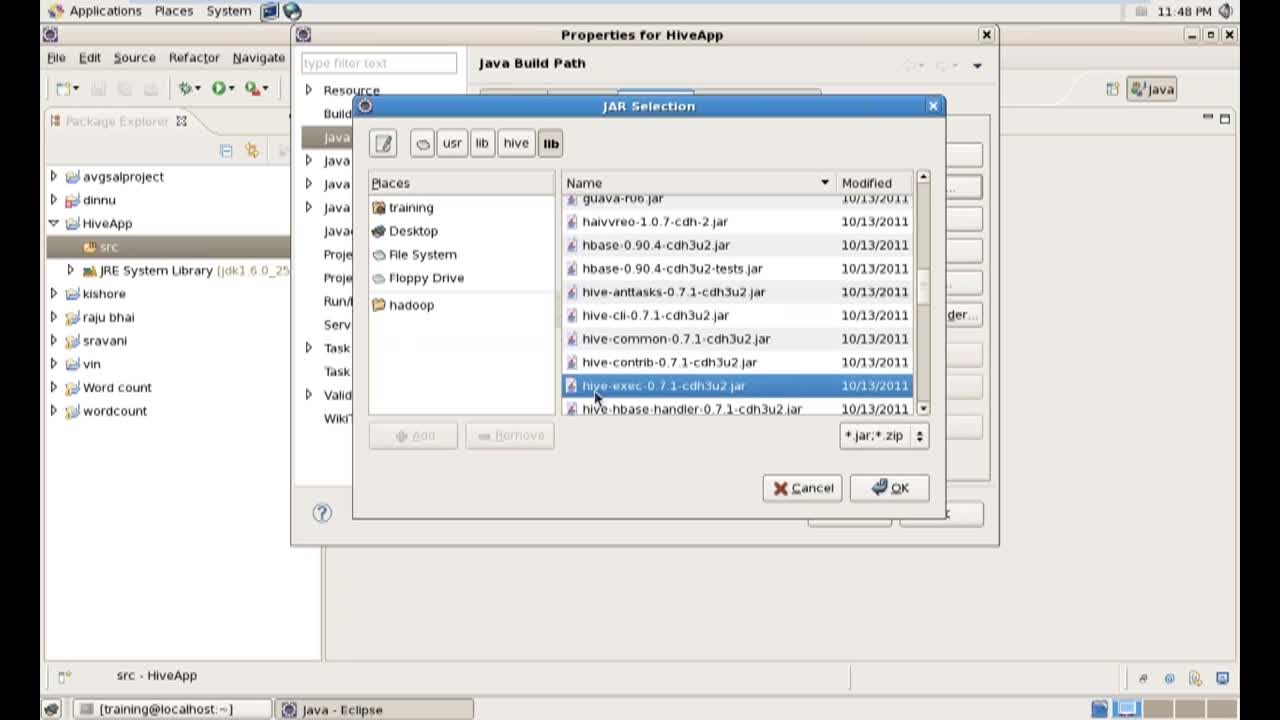 Applications Places System 11:48 PM
Properties for HiveApp
File Edit Source Refactor Navigate
type filter text
Java Build Path
Java
Package Explorer
Resource
Build
Java
Java
Java
Java
Java
Proje
Proje
Run/
Serv
Task
Task
Valid
WikiT
JAR Selection
usr lib hive lib
Places
training
Desktop
File System
Floppy Drive
hadoop
Name Modified
guava-r06.jar 10/13/2011
haivvreo-1.0.7-cdh-2.jar 10/13/2011
hbase-0.90.4-cdh3u2.jar 10/13/2011
hbase-0.90.4-cdh3u2-tests.jar 10/13/2011
hive-anttasks-0.7.1-cdh3u2.jar 10/13/2011
hive-cli-0.7.1-cdh3u2.jar 10/13/2011
hive-common-0.7.1-cdh3u2.jar 10/13/2011
hive-contrib-0.7.1-cdh3u2.jar 10/13/2011
hive-exec-0.7.1-cdh3u2.jar 10/13/2011
hive-hbase-handler-0.7.1-cdh3u2.jar 10/13/2011
Add Remove *.jar;*.zip
Cancel OK
der...
avgsalproject
dinnu
HiveApp
src
JRE System Library [jdk1.6.0_25
kishore
raju bhai
sravani
vin
Word count
wordcount
src - HiveApp
[training@localhost:~] Java - Eclipse